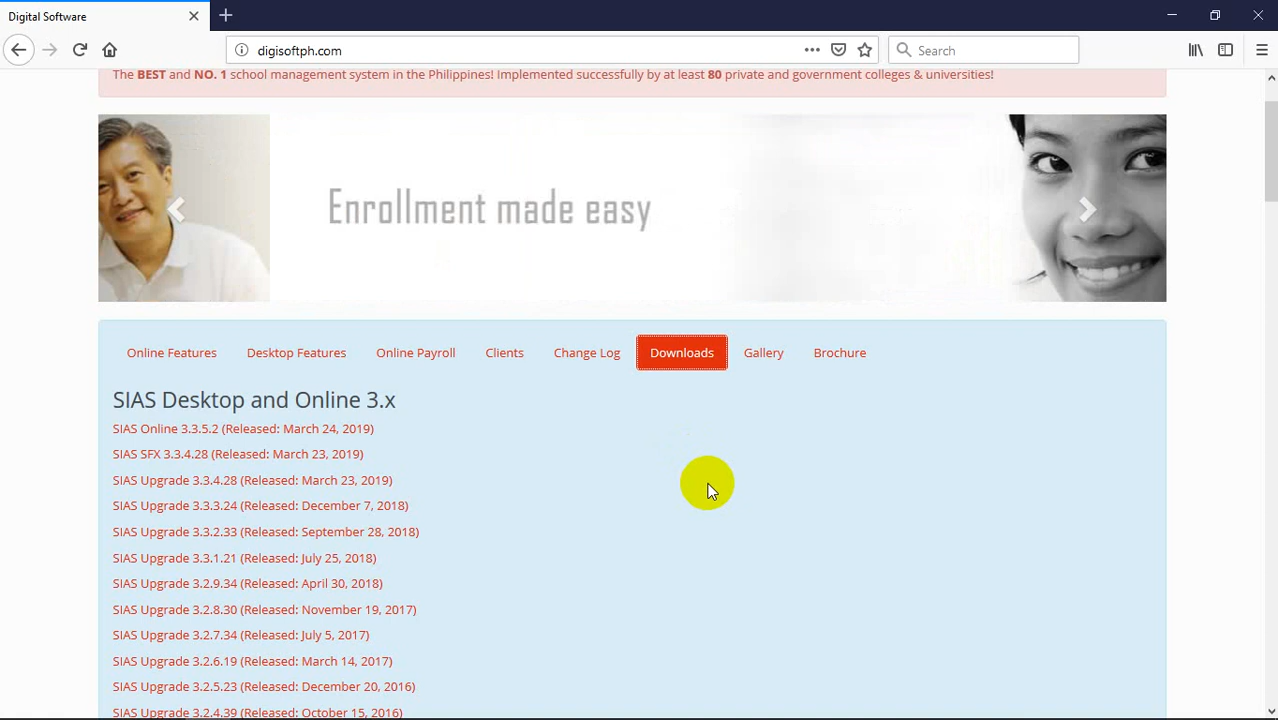 Digital Software
digisoftph.com
Search
The BEST and NO. 1 school management system in the Philippines! Implemented successfully by at least 80 private and government colleges & universities!
Enrollment made easy
Online Features Desktop Features Online Payroll Clients Change Log Downloads Gallery Brochure
SIAS Desktop and Online 3.x
SIAS Online 3.3.5.2 (Released: March 24, 2019)
SIAS SFX 3.3.4.28 (Released: March 23, 2019)
SIAS Upgrade 3.3.4.28 (Released: March 23, 2019)
SIAS Upgrade 3.3.3.24 (Released: December 7, 2018)
SIAS Upgrade 3.3.2.33 (Released: September 28, 2018)
SIAS Upgrade 3.3.1.21 (Released: July 25, 2018)
SIAS Upgrade 3.2.9.34 (Released: April 30, 2018)
SIAS Upgrade 3.2.8.30 (Released: November 19, 2017)
SIAS Upgrade 3.2.7.34 (Released: July 5, 2017)
SIAS Upgrade 3.2.6.19 (Released: March 14, 2017)
SIAS Upgrade 3.2.5.23 (Released: December 20, 2016)
SIAS Upgrade 3.2.4.39 (Released: October 15, 2016)